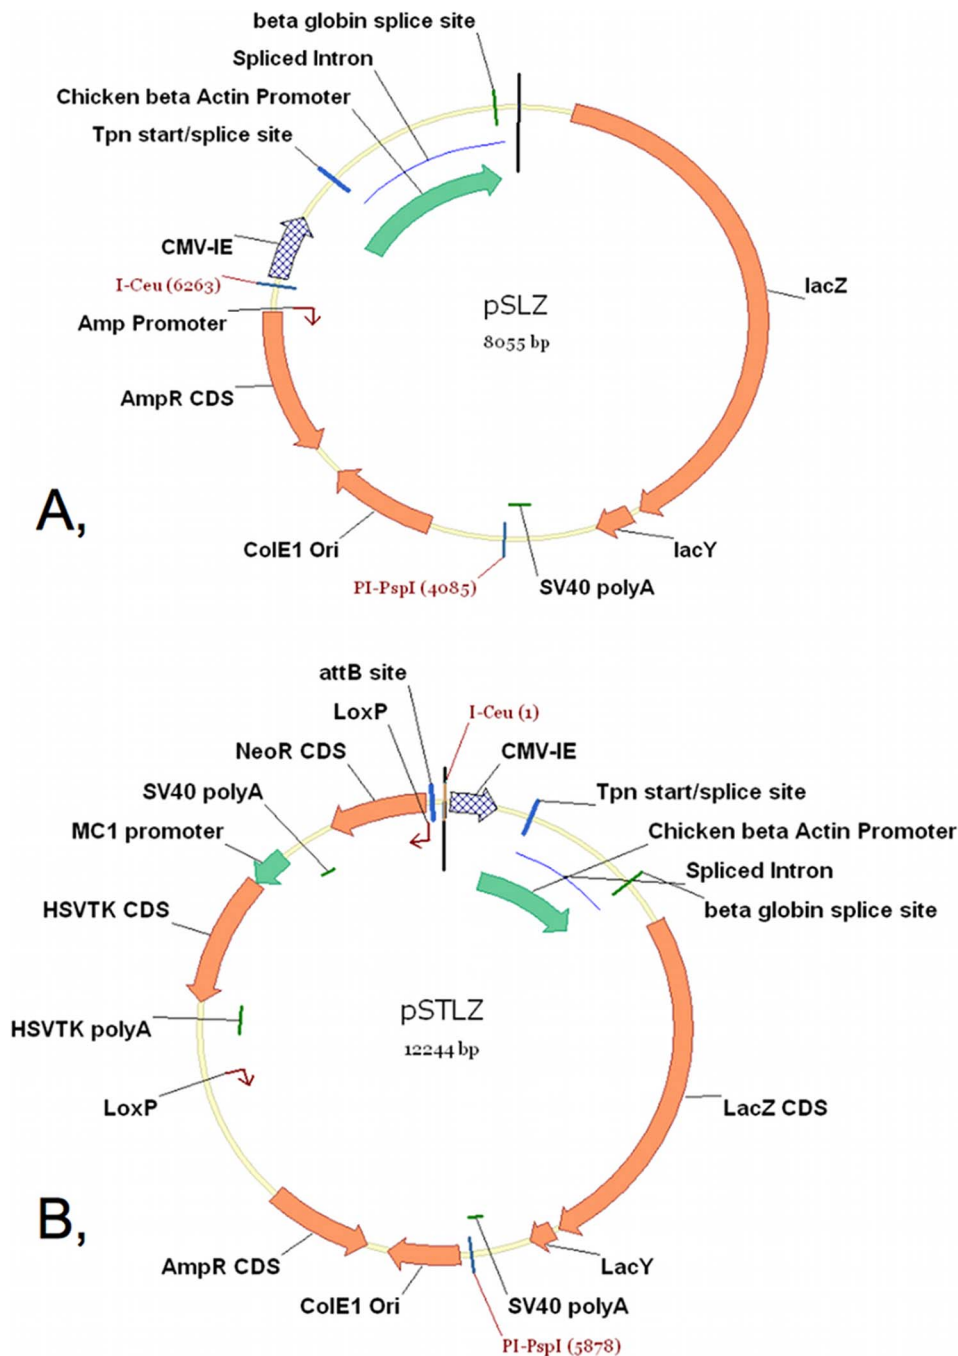 beta globin splice site
Spliced Intron
Chicken beta Actin Promoter
Tpn start/splice site
CMV-IE
I-Ceu (6263)
Amp Promoter
AmpR CDS
pSLZ
8055 bp
lacZ
A,
ColE1 Ori
PI-PspI (4085)
SV40 polyA
lacY
attB site
LoxP
I-Ceu (1)
NeoR CDS
CMV-IE
SV40 polyA
Tpn start/splice site
MC1 promoter
Chicken beta Actin Promoter
Spliced Intron
HSVTK CDS
beta globin splice site
pSTLZ
12244 bp
HSVTK polyA
LoxP
LacZ CDS
B,
AmpR CDS
LacY
ColE1 Ori
SV40 polyA
PI-PspI (5878)